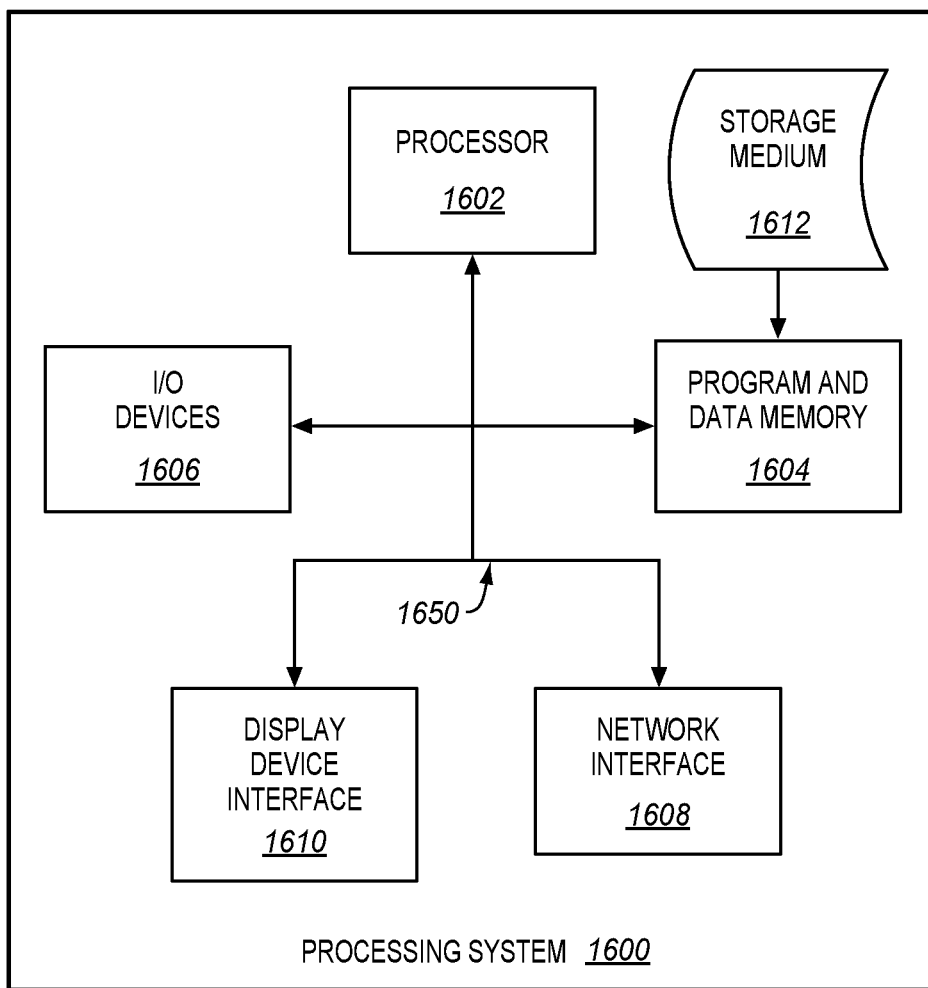 PROCESSOR
1602
STORAGE
MEDIUM
1612
I/O
DEVICES
1606
PROGRAM AND
DATA MEMORY
1604
1650
DISPLAY
DEVICE
INTERFACE
1610
NETWORK
INTERFACE
1608
PROCESSING SYSTEM 1600